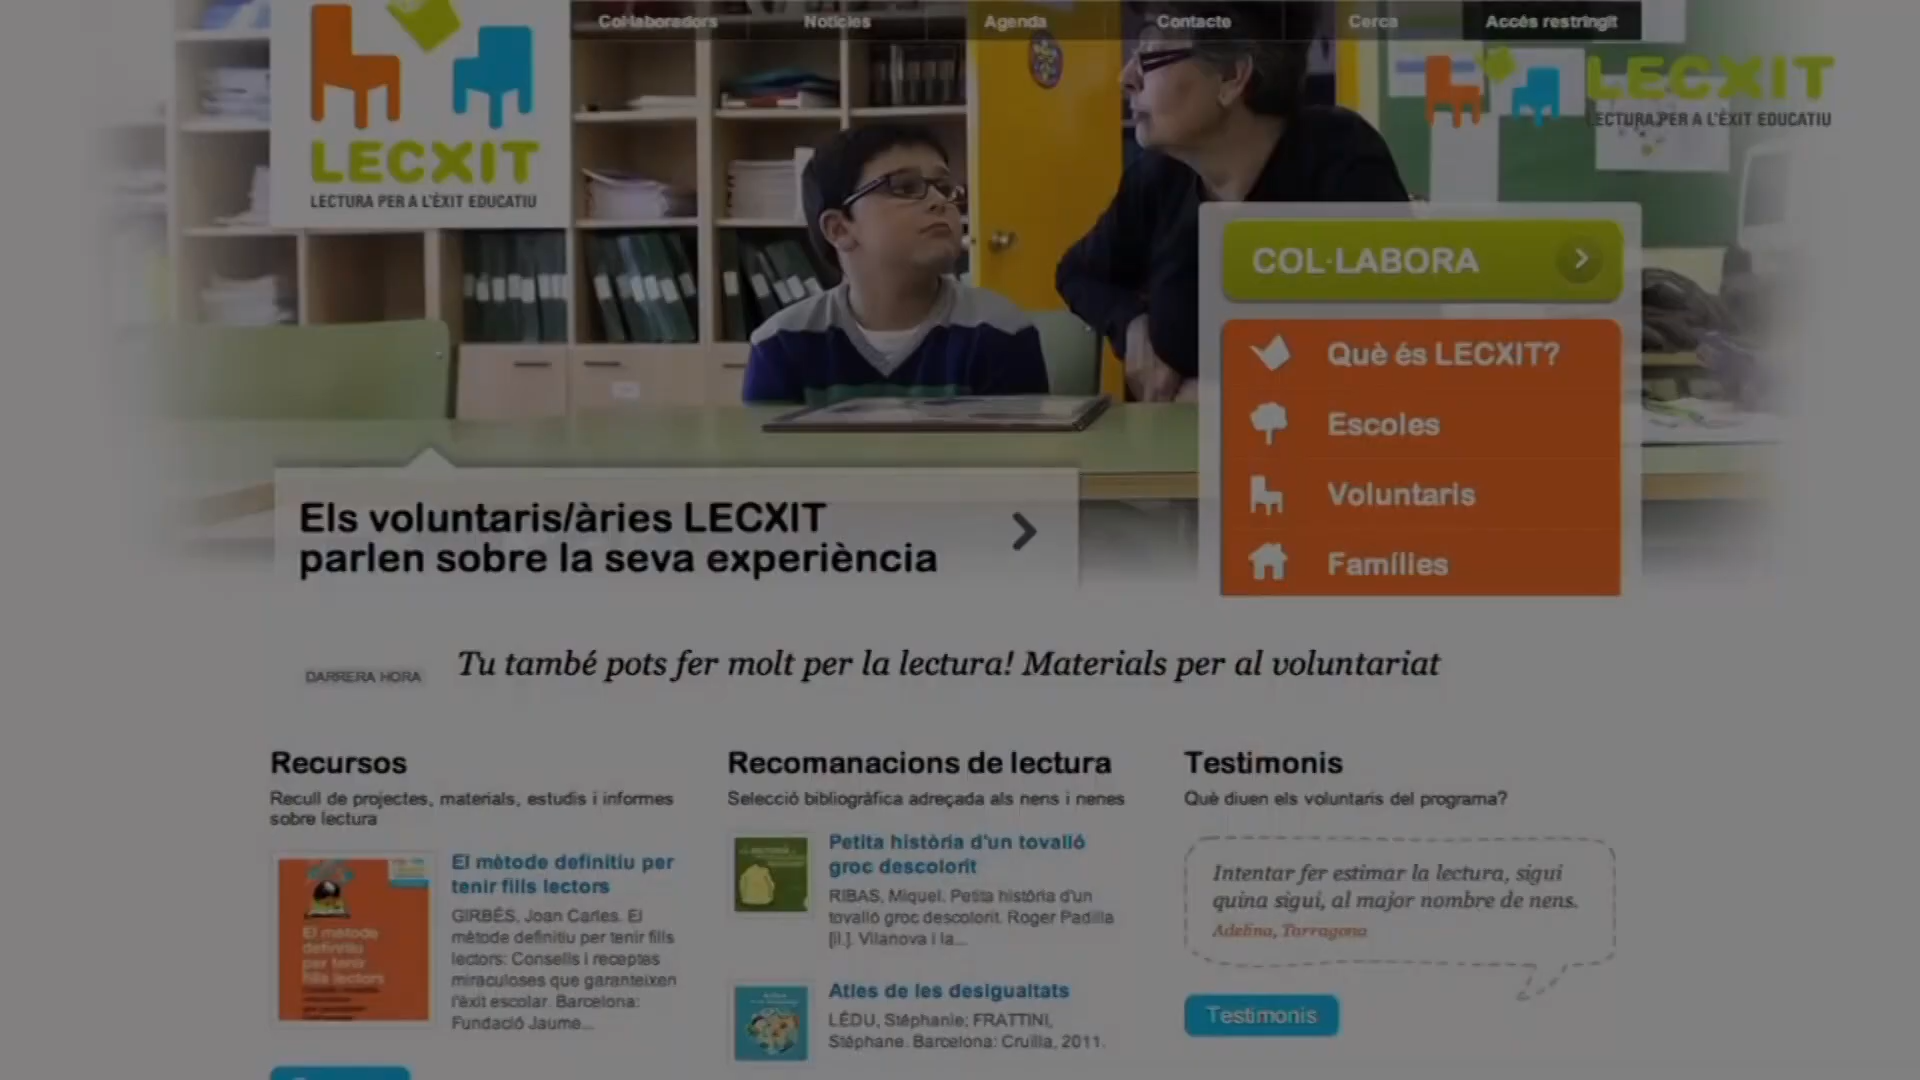 Col·laboradors
Notícies
Agenda
Contacte
Cerca
Accés restringit
LECXIT
LECTURA PER A L'ÈXIT EDUCATIU
LECXIT
LECTURA PER A L'ÈXIT EDUCATIU
COL·LABORA
Què és LECXIT?
Escoles
Voluntaris
Famílies
Els voluntaris/àries LECXIT
parlen sobre la seva experiència
DARRERA HORA
Tu també pots fer molt per la lectura! Materials per al voluntariat
Recursos
Recull de projectes, materials, estudis i informes
sobre lectura
El mètode
definitiu
per tenir
fills lectors
El mètode definitiu per
tenir fills lectors
GIRBÉS, Joan Carles. El
mètode definitiu per tenir fills
lectors: Consells i receptes
miraculoses que garanteixen
l'èxit escolar. Barcelona:
Fundació Jaume...
Recomanacions de lectura
Selecció bibliogràfica adreçada als nens i nenes
Petita història d'un tovalló
groc descolorit
RIBAS, Miquel. Petita història d'un
tovalló groc descolorit. Roger Padilla
[il.]. Vilanova i la...
Atles de les desigualtats
LÉDU, Stéphanie; FRATTINI,
Stéphane. Barcelona: Cruïlla, 2011.
Testimonis
Què diuen els voluntaris del programa?
Intentar fer estimar la lectura, sigui
quina sigui, al major nombre de nens.
Adelina, Tarragona
Testimonis